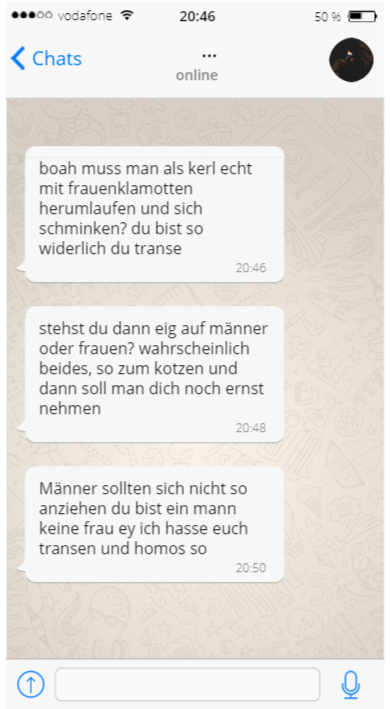 vodafone 20:46 50 %
Chats ...
online
boah muss man als kerl echt
mit frauenklamotten
herumlaufen und sich
schminken? du bist so
widerlich du transe
20:46
stehst du dann eig auf männer
oder frauen? wahrscheinlich
beides, so zum kotzen und
dann soll man dich noch ernst
nehmen
20:48
Männer sollten sich nicht so
anziehen du bist ein mann
keine frau ey ich hasse euch
transen und homos so
20:50